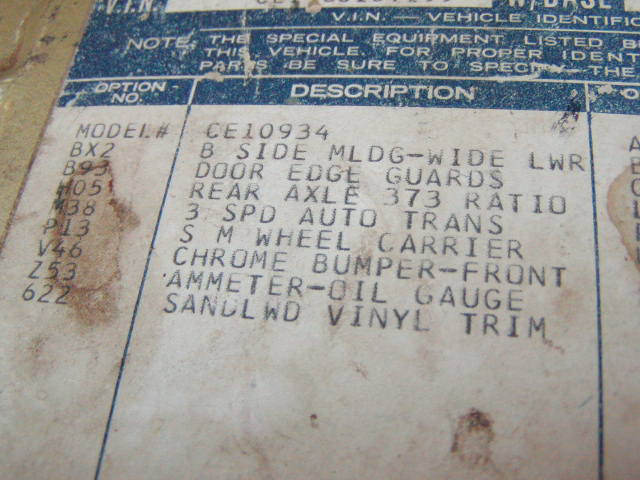 V.I.N.
V.I.N. — VEHICLE IDENTIFIC
NOTE: THE SPECIAL EQUIPMENT LISTED B
THIS VEHICLE. FOR PROPER IDENT
PARTS BE SURE TO SPECI THE
OPTION NO. DESCRIPTION O
MODEL# CE10934
BX2 B SIDE MLDG-WIDE LWR
B93 DOOR EDGE GUARDS
H05 REAR AXLE 373 RATIO
M38 3 SPD AUTO TRANS
P13 S M WHEEL CARRIER
V46 CHROME BUMPER-FRONT
Z53 AMMETER-OIL GAUGE
622 SANDLWD VINYL TRIM